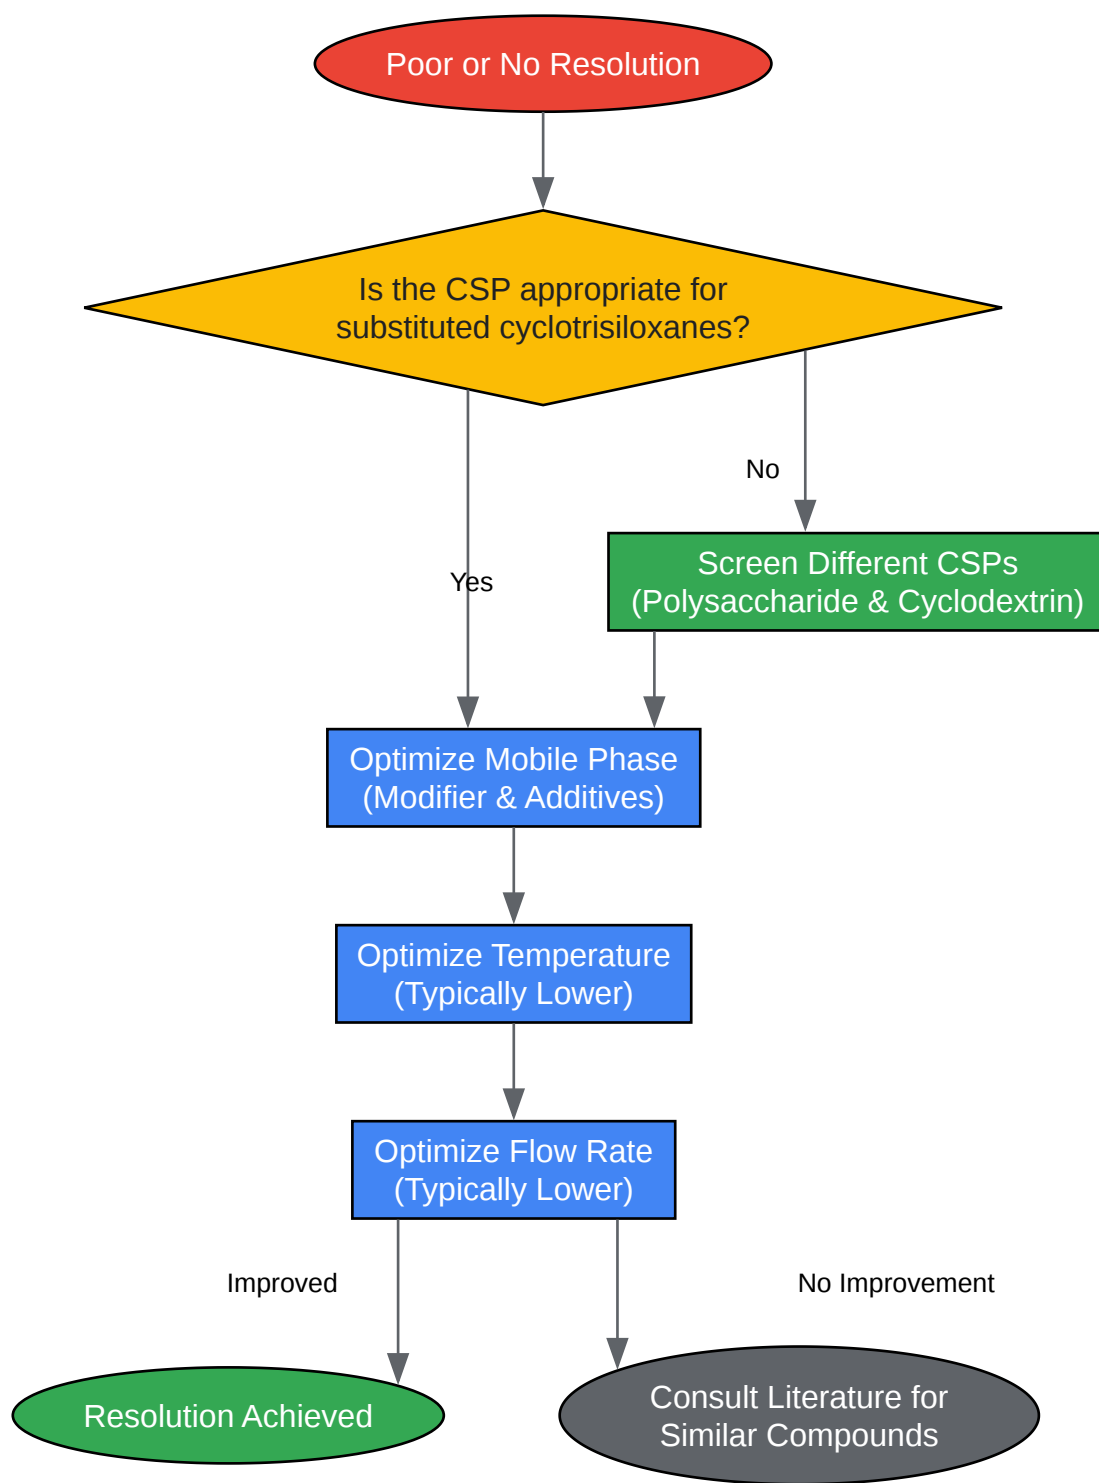 Poor or No Resolution
Is the CSP appropriate for
substituted cyclotrisiloxanes?
No
Screen Different CSPs
(Polysaccharide & Cyclodextrin)
Yes
Optimize Mobile Phase
(Modifier & Additives)
Optimize Temperature
(Typically Lower)
Optimize Flow Rate
(Typically Lower)
Improved
No Improvement
Resolution Achieved
Consult Literature for
Similar Compounds